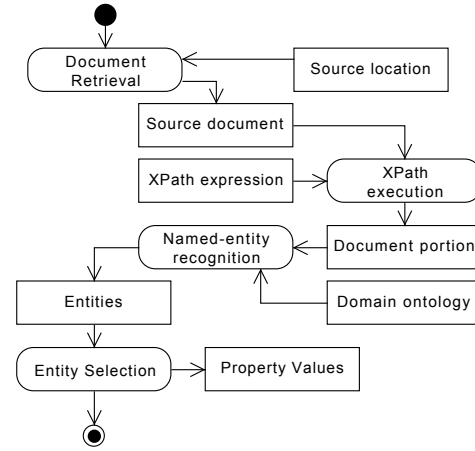 Document
Retrieval
Source location
Source document
XPath expression
XPath
execution
Named-entity
recognition
Document portion
Entities
Domain ontology
Entity Selection
Property Values